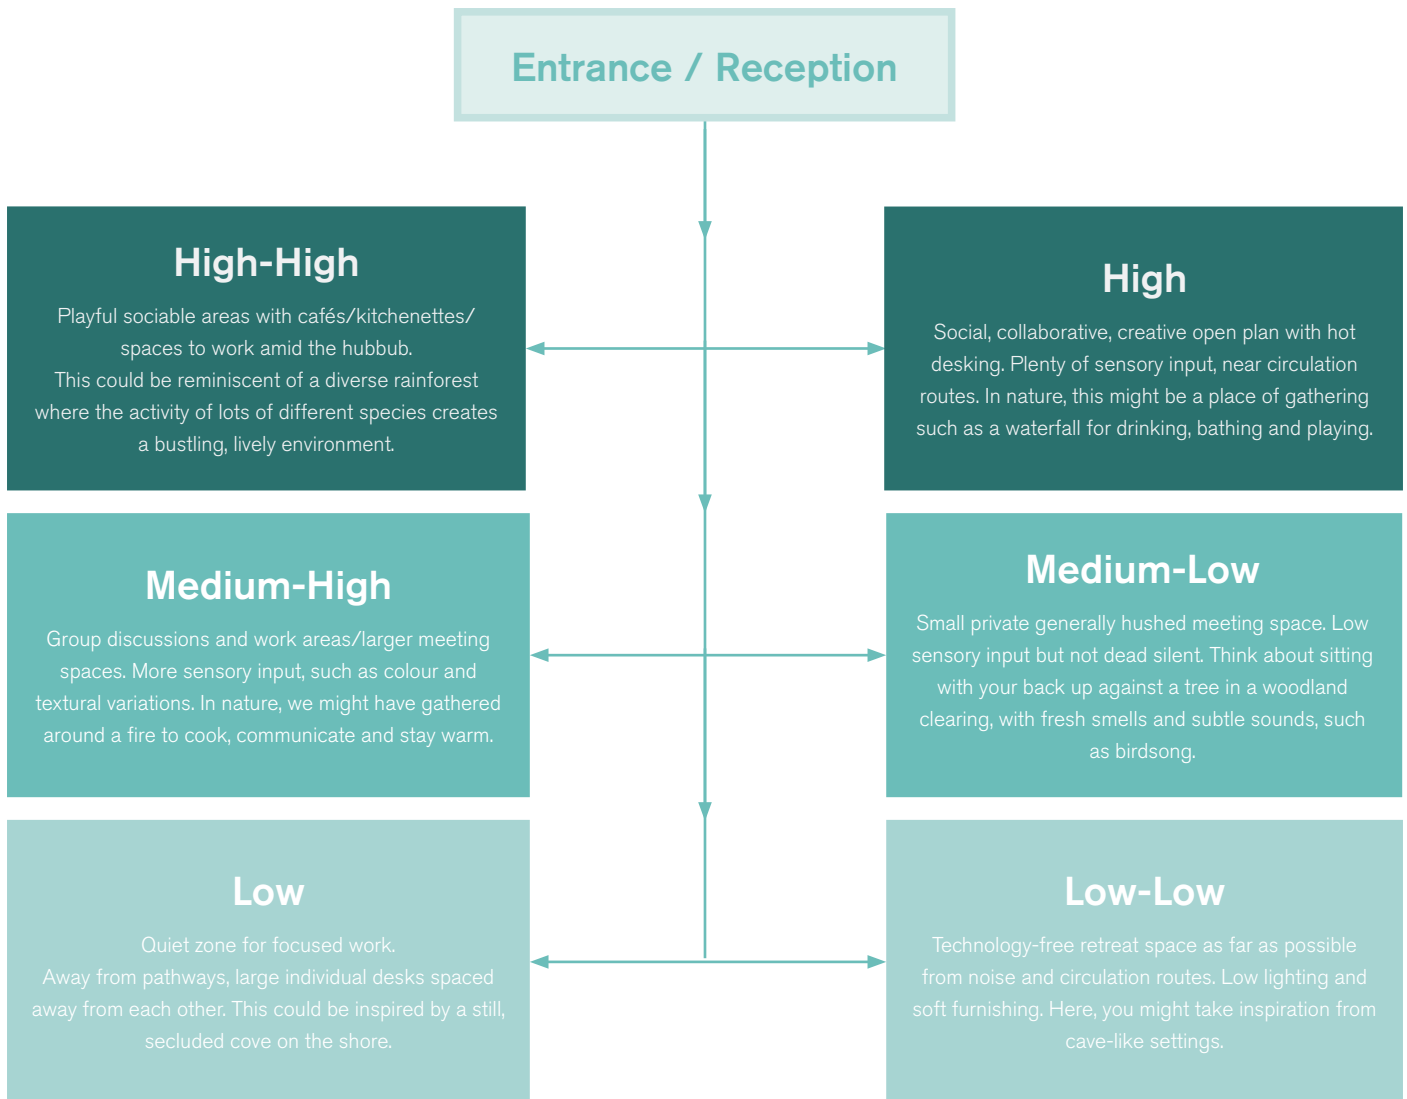 Entrance / Reception
High-High
Playful sociable areas with cafés/kitchenettes/
spaces to work amid the hubbub.
This could be reminiscent of a diverse rainforest
where the activity of lots of different species creates
a bustling, lively environment.
High
Social, collaborative, creative open plan with hot
desking. Plenty of sensory input, near circulation
routes. In nature, this might be a place of gathering
such as a waterfall for drinking, bathing and playing.
Medium-High
Group discussions and work areas/larger meeting
spaces. More sensory input, such as colour and
textural variations. In nature, we might have gathered
around a fire to cook, communicate and stay warm.
Medium-Low
Small private generally hushed meeting space. Low
sensory input but not dead silent. Think about sitting
with your back up against a tree in a woodland
clearing, with fresh smells and subtle sounds, such
as birdsong.
Low
Quiet zone for focused work.
Away from pathways, large individual desks spaced
away from each other. This could be inspired by a still,
secluded cove on the shore.
Low-Low
Technology-free retreat space as far as possible
from noise and circulation routes. Low lighting and
soft furnishing. Here, you might take inspiration from
cave-like settings.